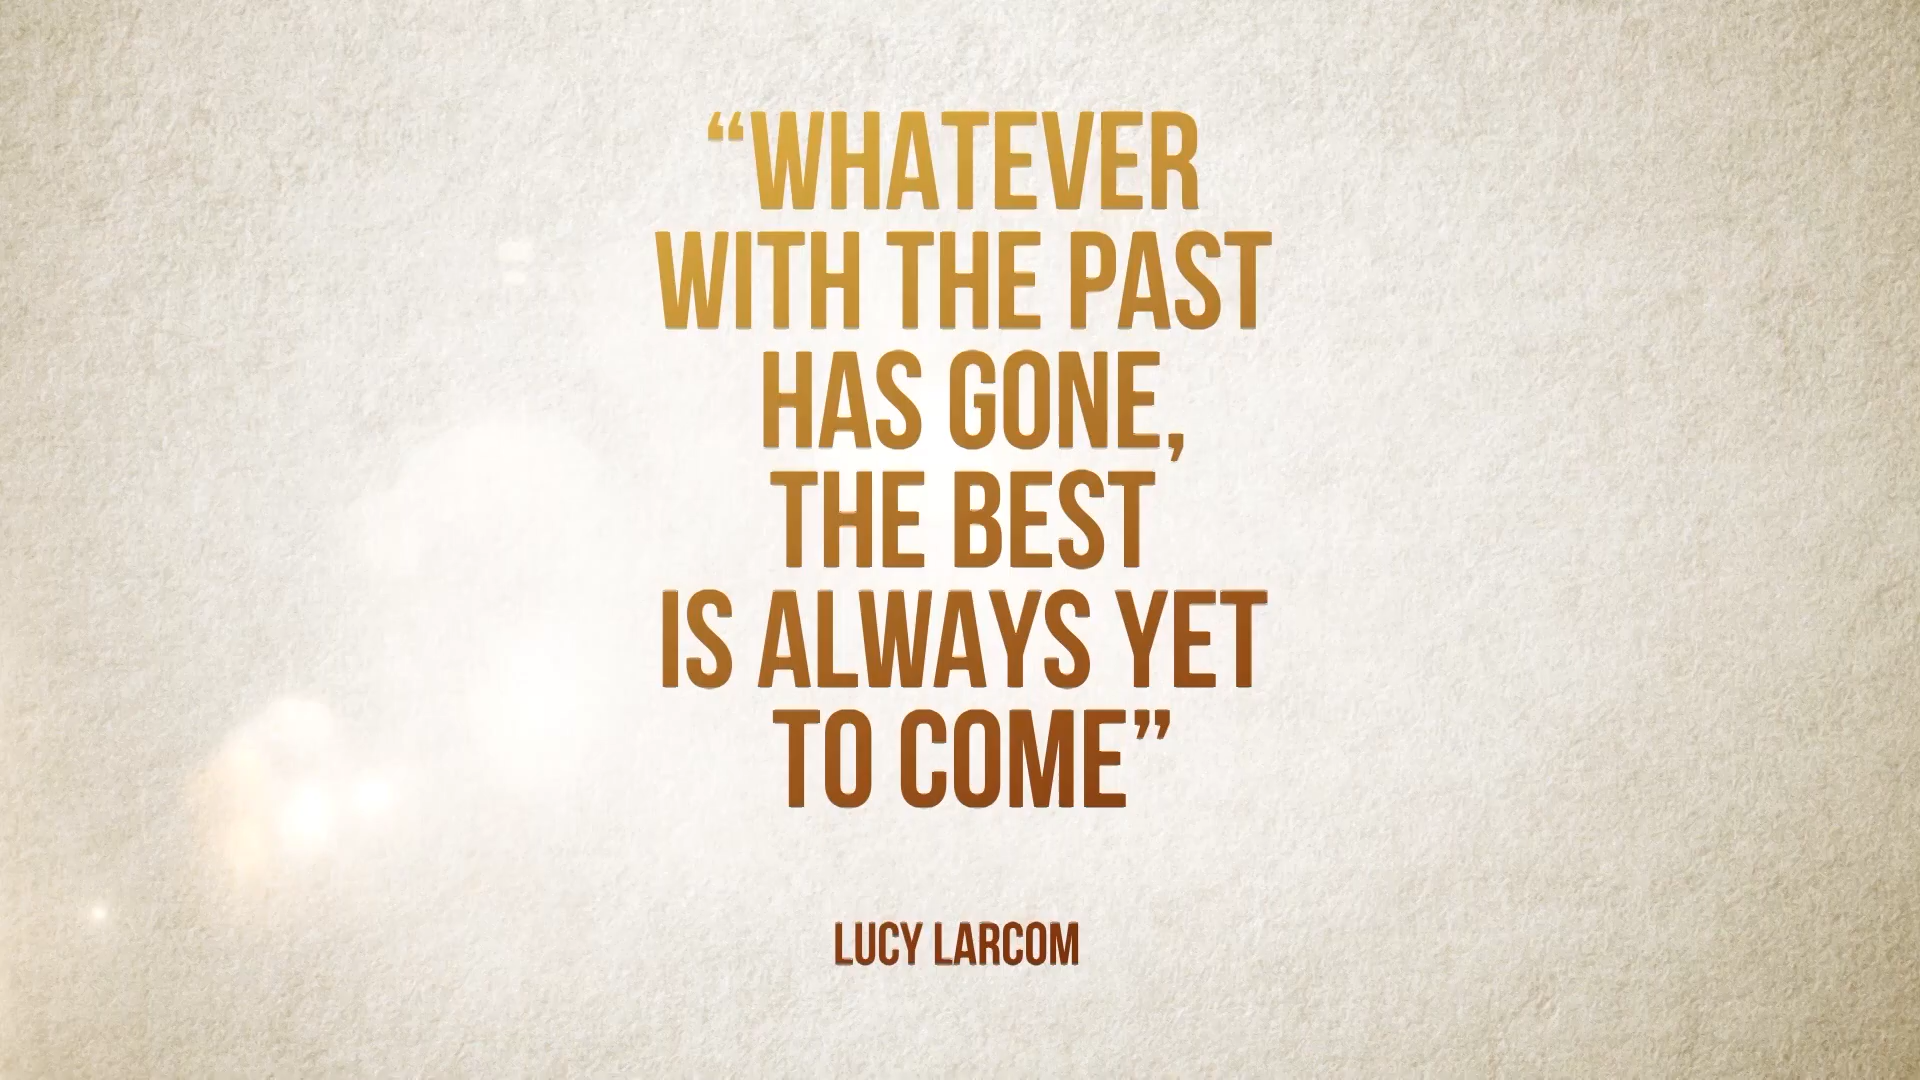 “WHATEVER
WITH THE PAST
HAS GONE,
THE BEST
IS ALWAYS YET
TO COME”
LUCY LARCOM